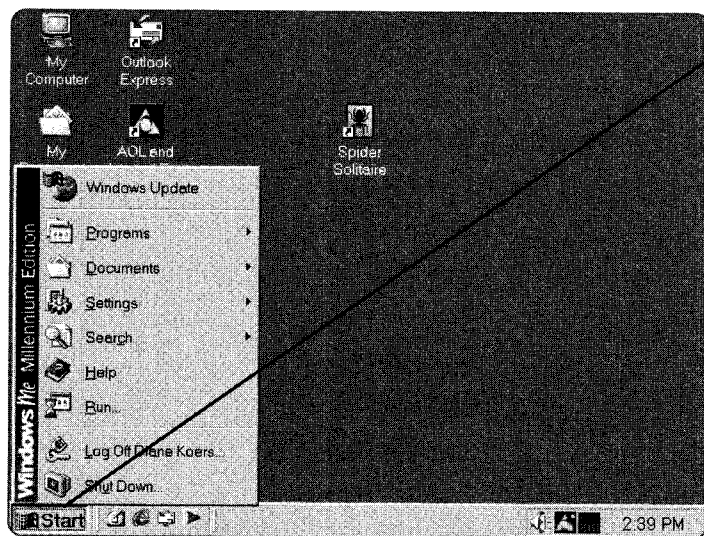 My Computer
Outlook Express
My
AOL and
Spider Solitaire
Windows Me Millennium Edition
Windows Update
Programs
Documents
Settings
Search
Help
Run...
Log Off Diane Koers...
Shut Down...
Start
2:39 PM